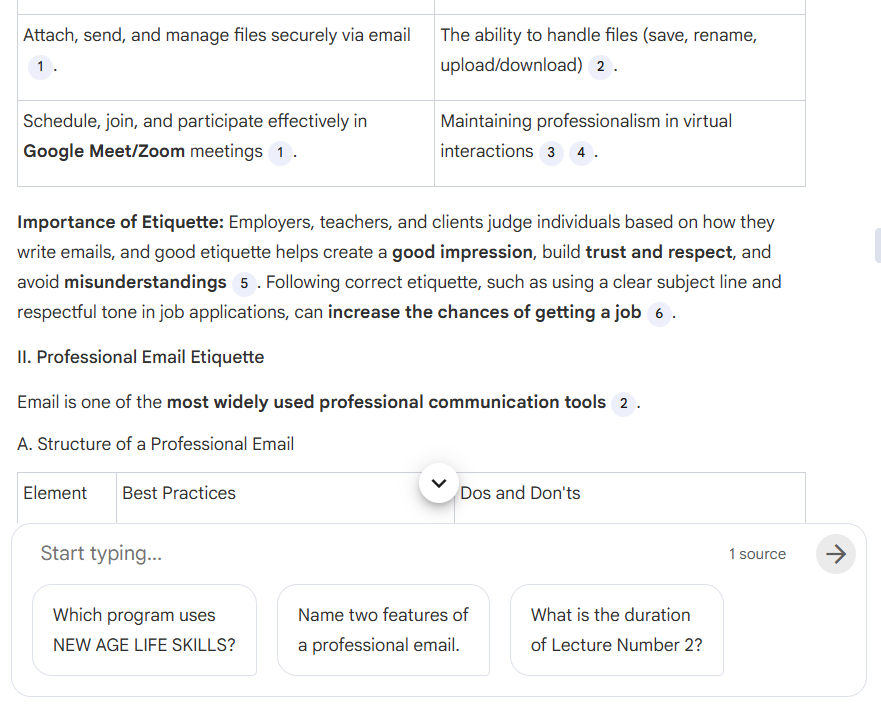 Attach, send, and manage files securely via email
1 .
The ability to handle files (save, rename,
upload/download) 2 .
Schedule, join, and participate effectively in
Google Meet/Zoom meetings 1 .
Maintaining professionalism in virtual
interactions 3 4 .
Importance of Etiquette: Employers, teachers, and clients judge individuals based on how they
write emails, and good etiquette helps create a good impression, build trust and respect, and
avoid misunderstandings 5 . Following correct etiquette, such as using a clear subject line and
respectful tone in job applications, can increase the chances of getting a job 6 .
II. Professional Email Etiquette
Email is one of the most widely used professional communication tools 2 .
A. Structure of a Professional Email
Element
Best Practices
Dos and Don'ts
Start typing...
1 source
Which program uses
NEW AGE LIFE SKILLS?
Name two features of
a professional email.
What is the duration
of Lecture Number 2?